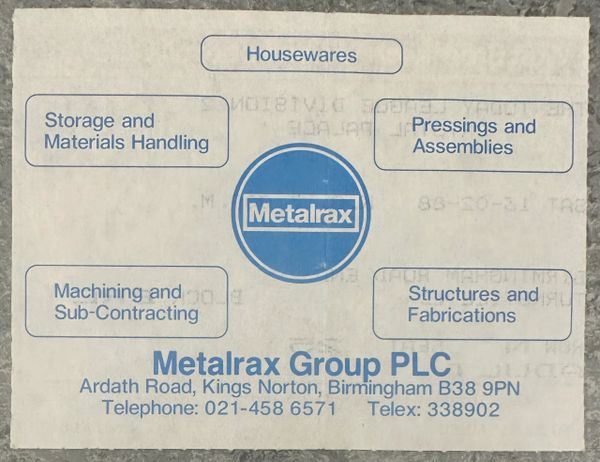 Housewares
Storage and
Materials Handling
Pressings and
Assemblies
Metalrax
Machining and
Sub-Contracting
Structures and
Fabrications
Metalrax Group PLC
Ardath Road, Kings Norton, Birmingham B38 9PN
Telephone: 021-458 6571 Telex: 338902